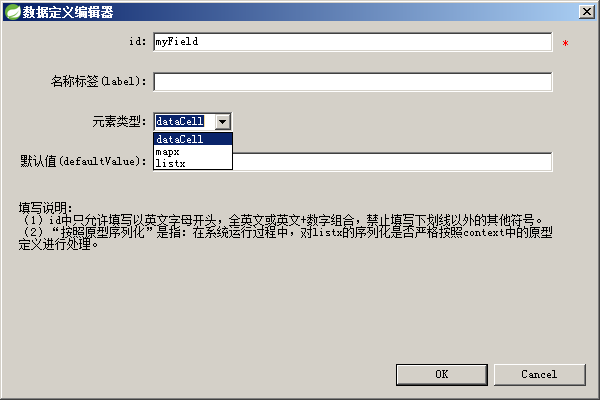 数据定义编辑器
id: myField *
名称标签(label):
元素类型: dataCell
dataCell
mapx
listx
默认值(defaultValue):
填写说明:
(1) id中只允许填写以英文字母开头，全英文或英文+数字组合，禁止填写下划线以外的其他符号。
(2) “按照原型序列化”是指：在系统运行过程中，对listx的序列化是否严格按照context中的原型
定义进行处理。
OK Cancel